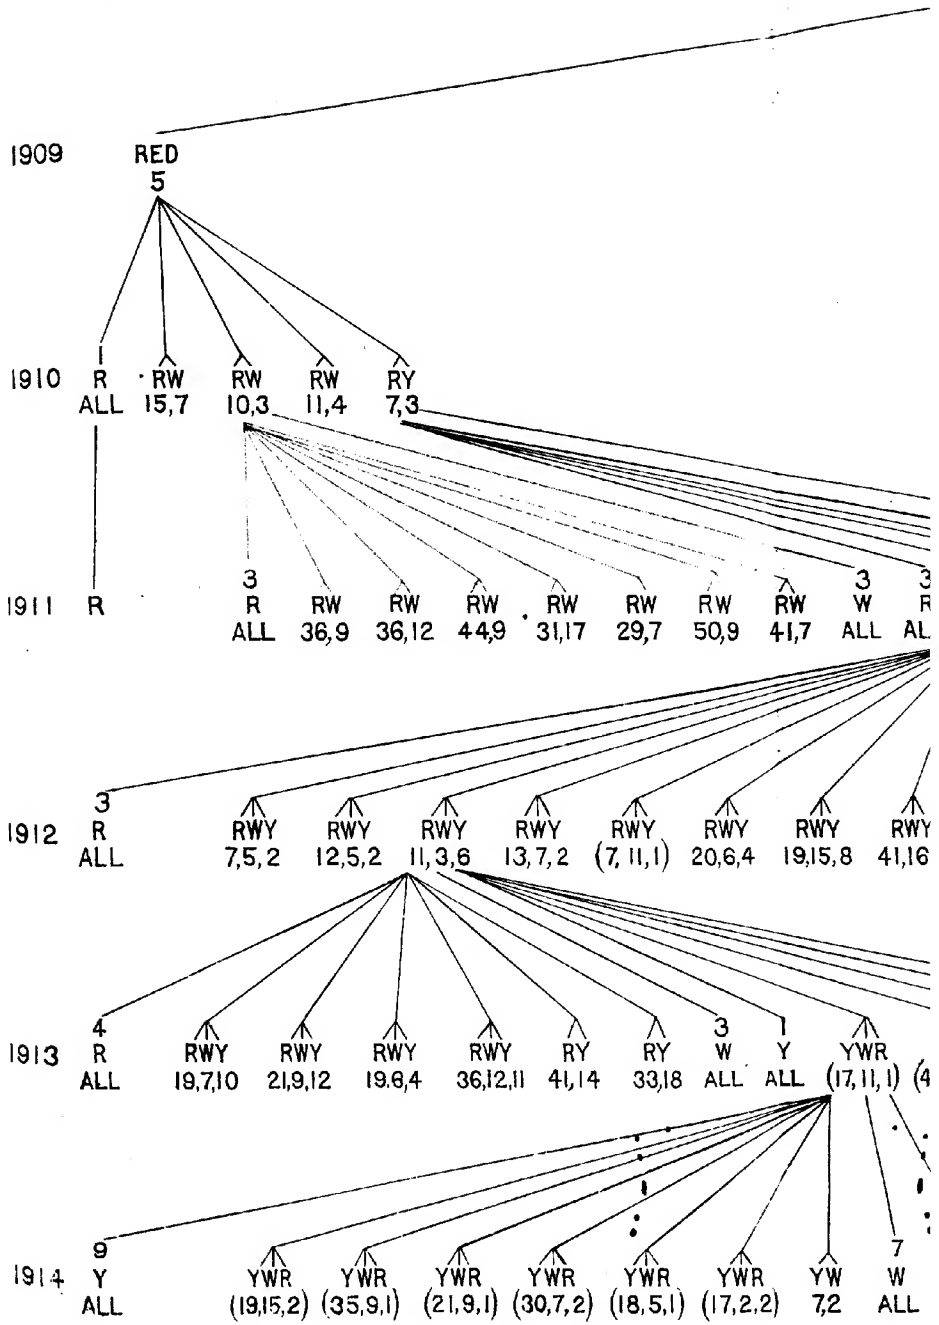 1909 RED
5
1910 R RW RW RW RY
ALL 15,7 10,3 11,4 7,3
3 3
1911 R R RW RW RW RW RW RW RW W R
ALL 36,9 36,12 44,9 31,17 29,7 50,9 41,7 ALL AL
3
1912 R RWY RWY RWY RWY RWY RWY RWY RWY
ALL 7,5,2 12,5,2 11,3,6 13,7,2 (7,11,1) 20,6,4 19,15,8 41,16
4 3 1
1913 R RWY RWY RWY RWY RY RY W Y YWR
ALL 19,7,10 21,9,12 19.6,4 36,12,11 41,14 33,18 ALL ALL (17,11,1) (4
9 7
1914 Y YWR YWR YWR YWR YWR YWR YW W
ALL (19,15,2) (35,9,1) (21,9,1) (30,7,2) (18,5,1) (17,2,2) 7,2 ALL